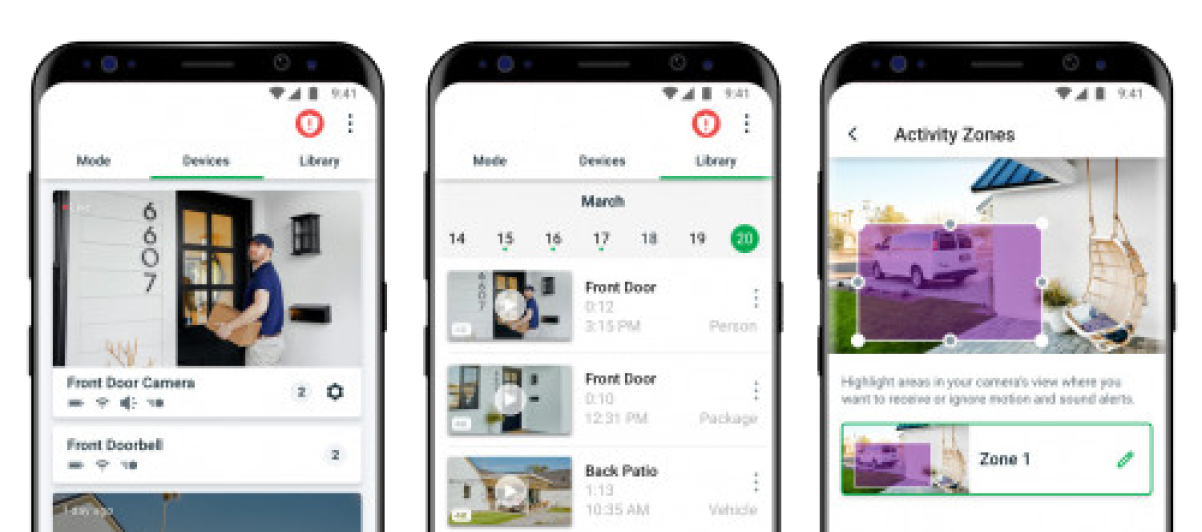 9:41
Mode Devices Library
6
6
0
7
Front Door Camera
2
Front Doorbell
2
1 day ago
9:41
Mode Devices Library
March
14 15 16 17 18 19 20
6607
Front Door
0:12
3:15 PM Person
Front Door
0:10
12:31 PM Package
Back Patio
1:13
10:35 AM Vehicle
9:41
Activity Zones
Highlight areas in your camera's view where you
want to receive or ignore motion and sound alerts.
Zone 1